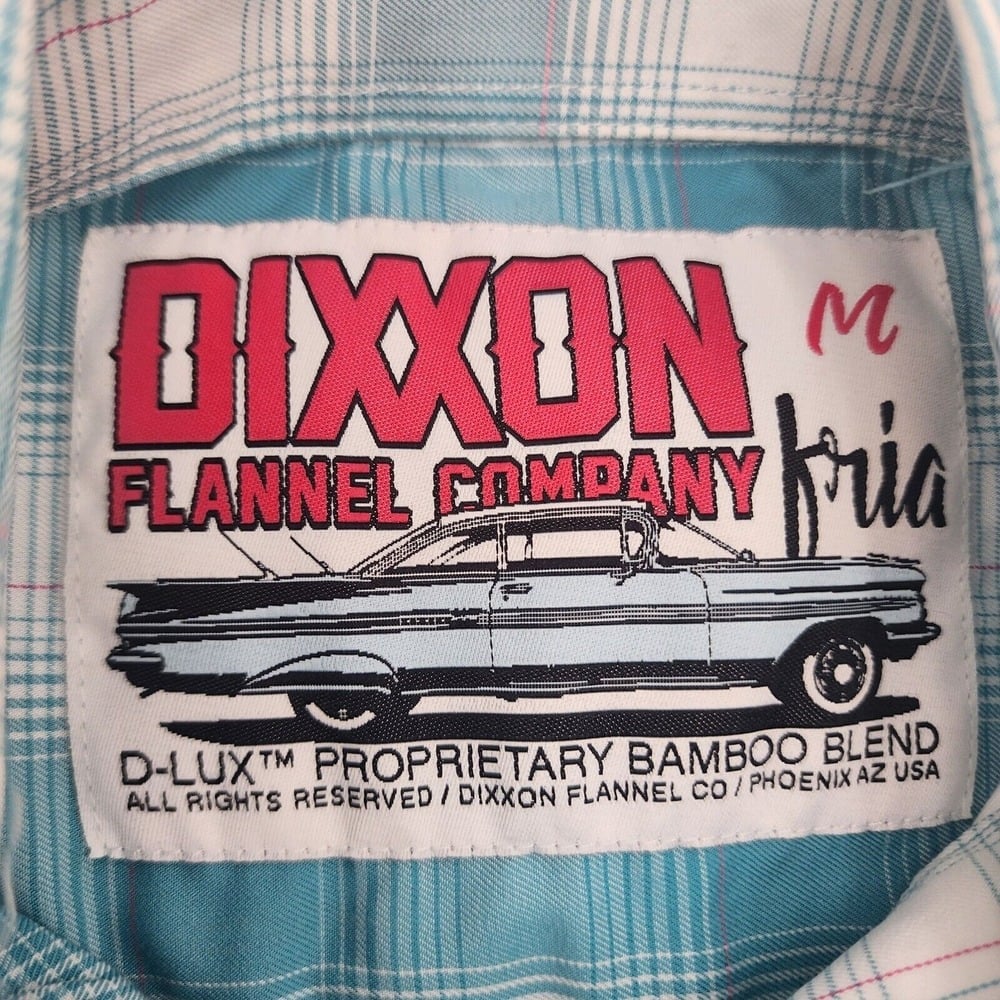 DIXXON
M
FLANNEL COMPANY
fria
D-LUX™ PROPRIETARY BAMBOO BLEND
ALL RIGHTS RESERVED / DIXXON FLANNEL CO / PHOENIX AZ USA